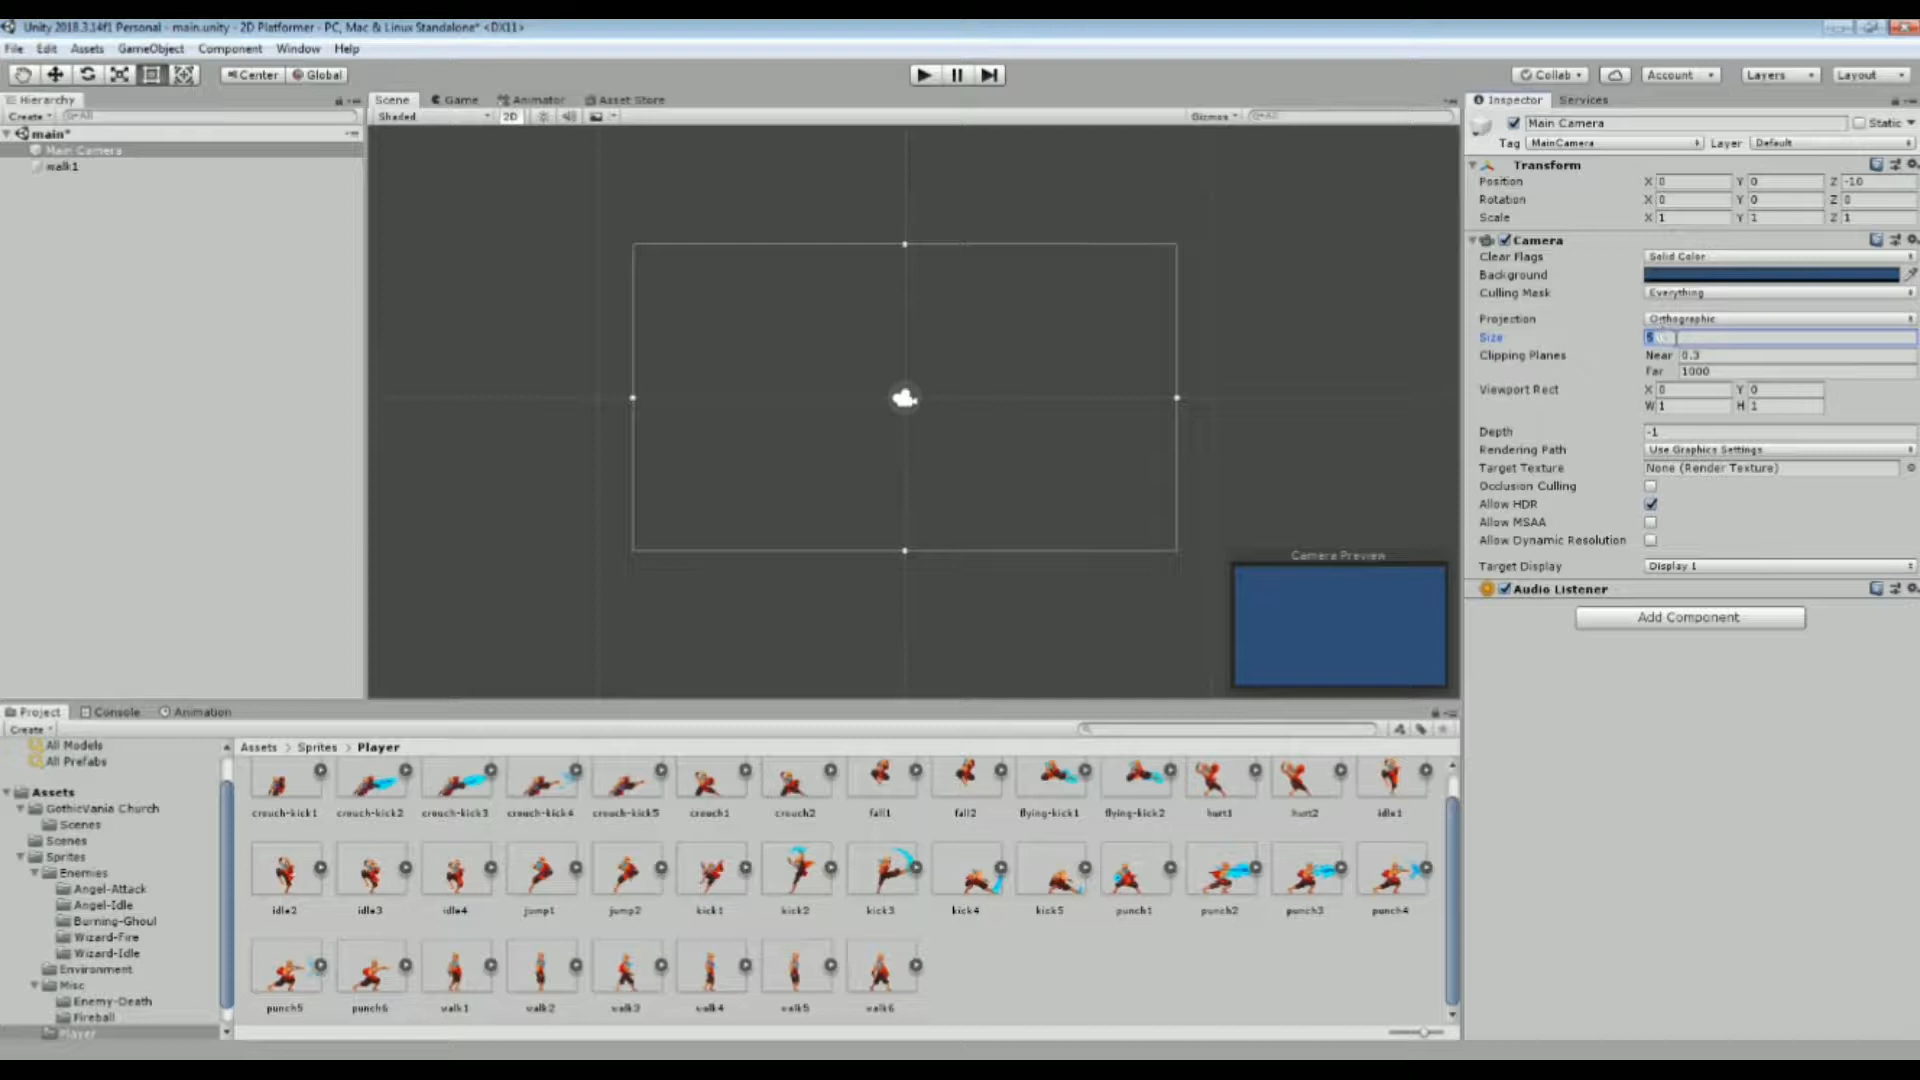 Unity 2018.3.14f1 Personal - main.unity - 2D Platformer - PC, Mac & Linux Standalone* <DX11>
File Edit Assets GameObject Component Window Help
Center Global
Collab Account Layers Layout
Hierarchy
Create All
main*
Main Camera
walk1
Scene Game Animator Asset Store
Shaded 2D Gizmos All
Camera Preview
Inspector Services
Main Camera Static
Tag MainCamera Layer Default
Transform
Position X 0 Y 0 Z -10
Rotation X 0 Y 0 Z 0
Scale X 1 Y 1 Z 1
Camera
Clear Flags Solid Color
Background
Culling Mask Everything
Projection Orthographic
Size 5
Clipping Planes Near 0.3
Far 1000
Viewport Rect X 0 Y 0
W 1 H 1
Depth -1
Rendering Path Use Graphics Settings
Target Texture None (Render Texture)
Occlusion Culling
Allow HDR
Allow MSAA
Allow Dynamic Resolution
Target Display Display 1
Audio Listener
Add Component
Project Console Animation
Create
All Models
All Prefabs
Assets
GothicVania Church
Scenes
Scenes
Sprites
Enemies
Angel-Attack
Angel-Idle
Burning-Ghoul
Wizard-Fire
Wizard-Idle
Environment
Misc
Enemy-Death
Fireball
Player
Assets > Sprites > Player
crouch-kick1 crouch-kick2 crouch-kick3 crouch-kick4 crouch-kick5 crouch1 crouch2 fall1 fall2 flying-kick1 flying-kick2 hurt1 hurt2 idle1
idle2 idle3 idle4 jump1 jump2 kick1 kick2 kick3 kick4 kick5 punch1 punch2 punch3 punch4
punch5 punch6 walk1 walk2 walk3 walk4 walk5 walk6